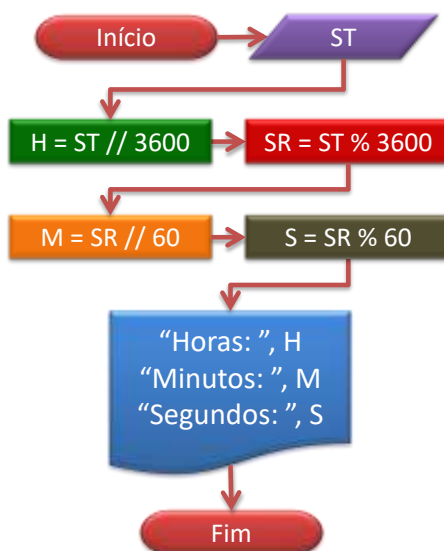 Início
ST
H = ST // 3600
SR = ST % 3600
M = SR // 60
S = SR % 60
“Horas: ”, H
“Minutos: ”, M
“Segundos: ”, S
Fim